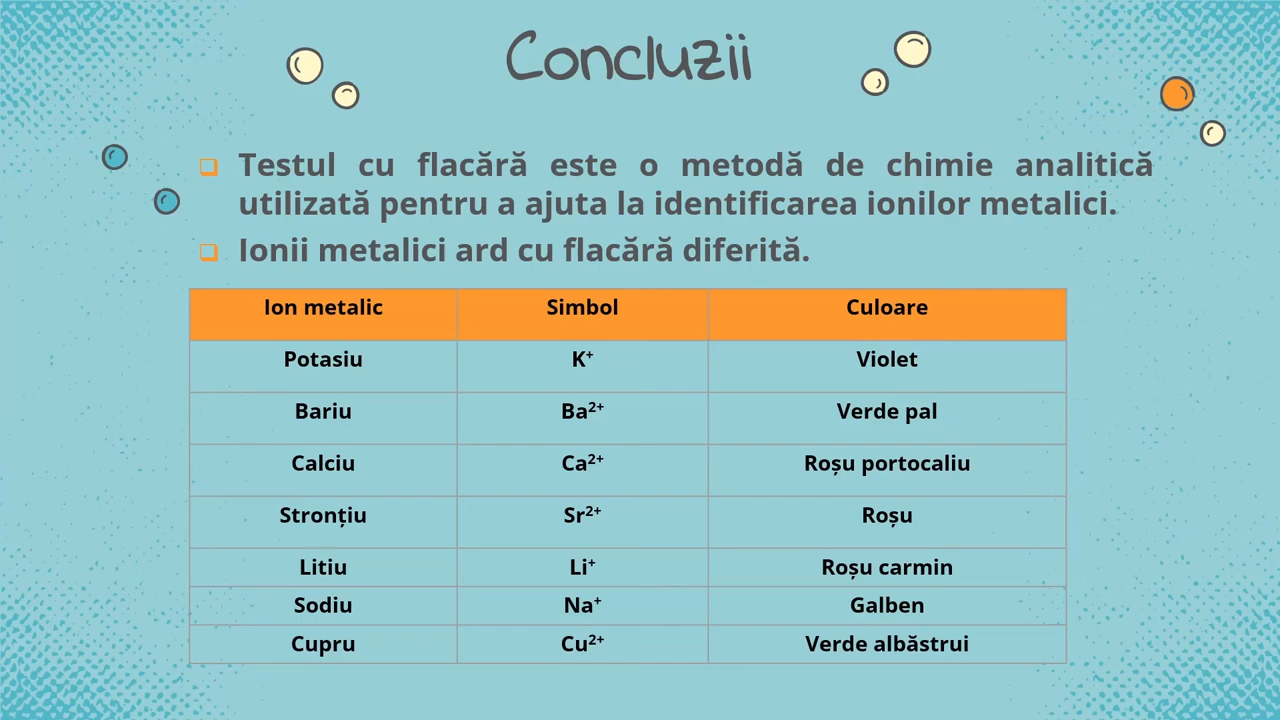 Concluzii
Testul cu flacără este o metodă de chimie analitică
utilizată pentru a ajuta la identificarea ionilor metalici.
Ionii metalici ard cu flacără diferită.
Ion metalic Simbol Culoare
Potasiu K⁺ Violet
Bariu Ba²⁺ Verde pal
Calciu Ca²⁺ Roșu portocaliu
Stronțiu Sr²⁺ Roșu
Litiu Li⁺ Roșu carmin
Sodiu Na⁺ Galben
Cupru Cu²⁺ Verde albăstrui